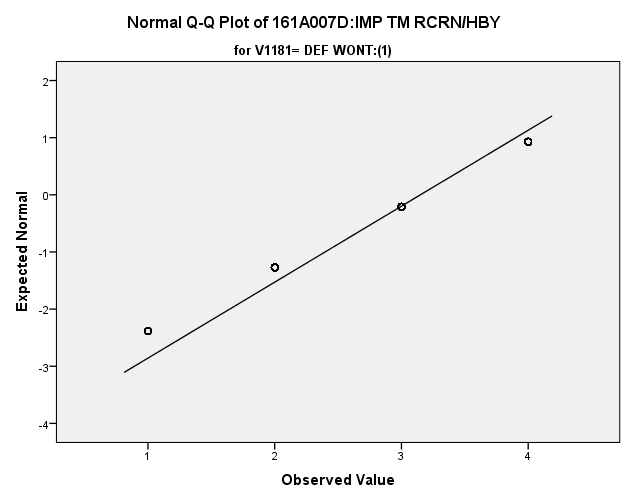 Normal Q-Q Plot of 161A007D:IMP TM RCRN/HBY
for V1181= DEF WONT:(1)
2
1
0
-1
-2
-3
-4
Expected Normal
1 2 3 4
Observed Value